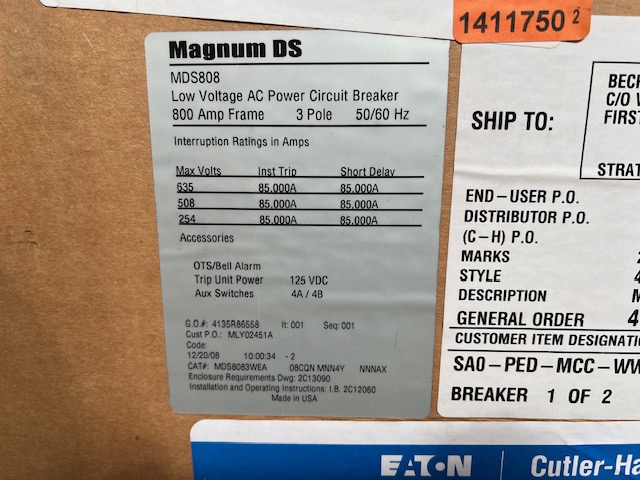 1411750 2
Magnum DS
MDS808
Low Voltage AC Power Circuit Breaker
800 Amp Frame 3 Pole 50/60 Hz
Interruption Ratings in Amps
Max Volts Inst Trip Short Delay
635 85,000A 85,000A
508 85,000A 85,000A
254 85,000A 85,000A
Accessories
OTS/Bell Alarm
Trip Unit Power 125 VDC
Aux Switches 4A / 4B
G.O.#: 4135R86558 It: 001 Seq: 001
Cust P.O.: MLY02451A
Code:
12/20/08 10:00:34 - 2
CAT#: MDS8083WEA 08CQN MNN4Y NNNAX
Enclosure Requirements Dwg: 2C13090
Installation and Operating Instructions: I.B. 2C12060
Made in USA
SHIP TO:
BECH
C/O
FIRST
STRAT
END-USER P.O.
DISTRIBUTOR P.O.
(C-H) P.O.
MARKS
STYLE 4
DESCRIPTION M
GENERAL ORDER 4
CUSTOMER ITEM DESIGNATI
SA0-PED-MCC-WW
BREAKER 1 OF 2
EATON Cutler-Ha